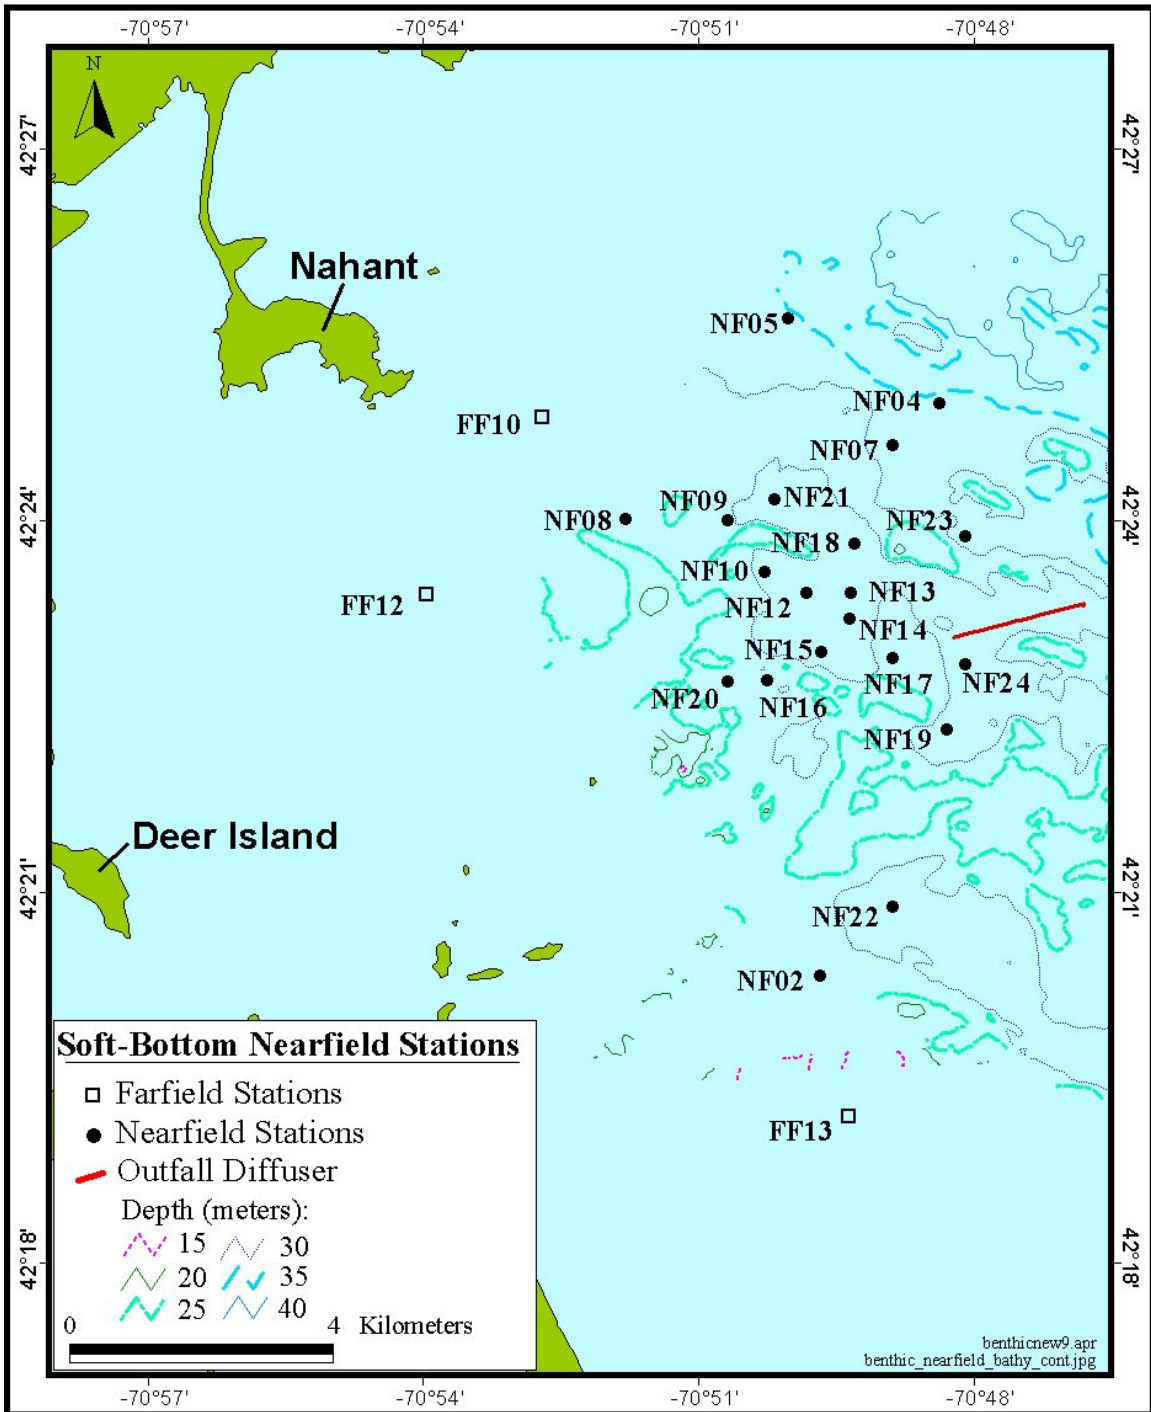 -70°57' -70°54' -70°51' -70°48'
N
42°27' 42°27'
Nahant
NF05
NF04
FF10
NF07
NF09 NF21
NF08 NF23
NF18
NF10
FF12 NF12 NF13
NF14
NF15
NF17 NF24
NF20 NF16
NF19
42°24' 42°24'
Deer Island
42°21' 42°21'
NF22
NF02
Soft-Bottom Nearfield Stations
Farfield Stations
Nearfield Stations
FF13
Outfall Diffuser
Depth (meters):
15 30
20 35
25 40
42°18' 42°18'
0 4 Kilometers
benthicnew9.apr
benthic_nearfield_bathy_cont.jpg
-70°57' -70°54' -70°51' -70°48'